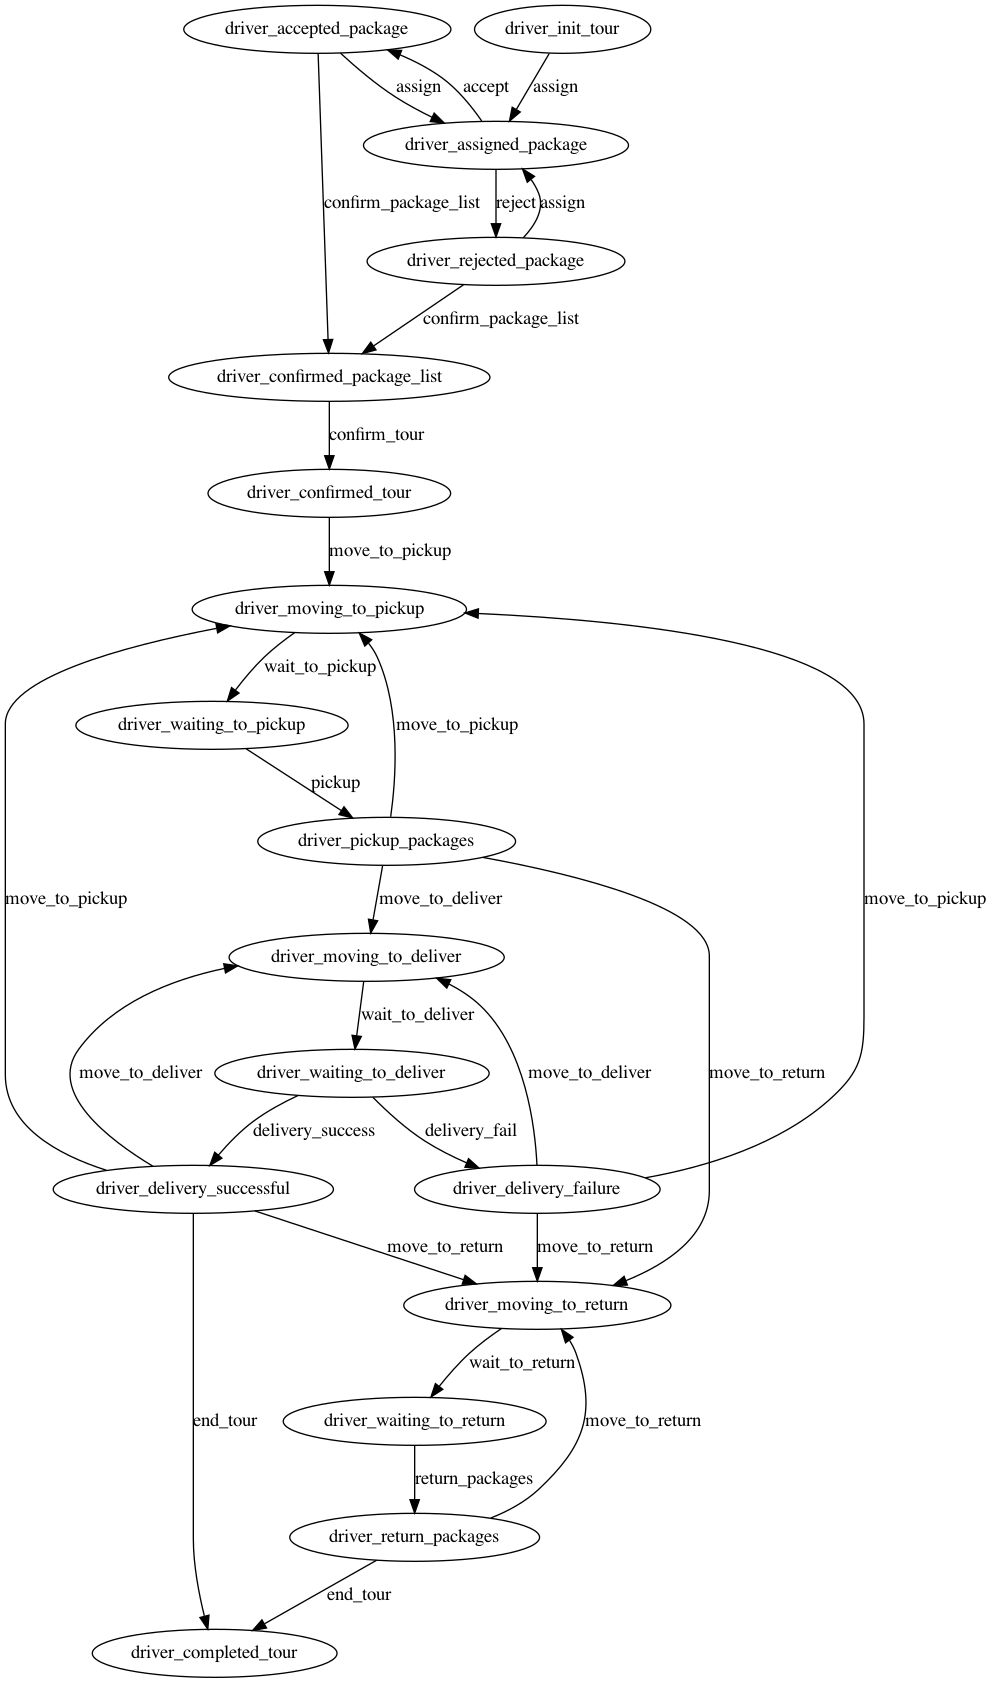 driver_accepted_package
driver_init_tour
assign
accept
assign
driver_assigned_package
confirm_package_list
reject
assign
driver_rejected_package
confirm_package_list
driver_confirmed_package_list
confirm_tour
driver_confirmed_tour
move_to_pickup
driver_moving_to_pickup
wait_to_pickup
driver_waiting_to_pickup
move_to_pickup
pickup
driver_pickup_packages
move_to_pickup
move_to_deliver
move_to_pickup
driver_moving_to_deliver
wait_to_deliver
move_to_deliver
driver_waiting_to_deliver
move_to_deliver
move_to_return
delivery_success
delivery_fail
driver_delivery_successful
driver_delivery_failure
move_to_return
move_to_return
driver_moving_to_return
wait_to_return
end_tour
driver_waiting_to_return
move_to_return
return_packages
driver_return_packages
end_tour
driver_completed_tour